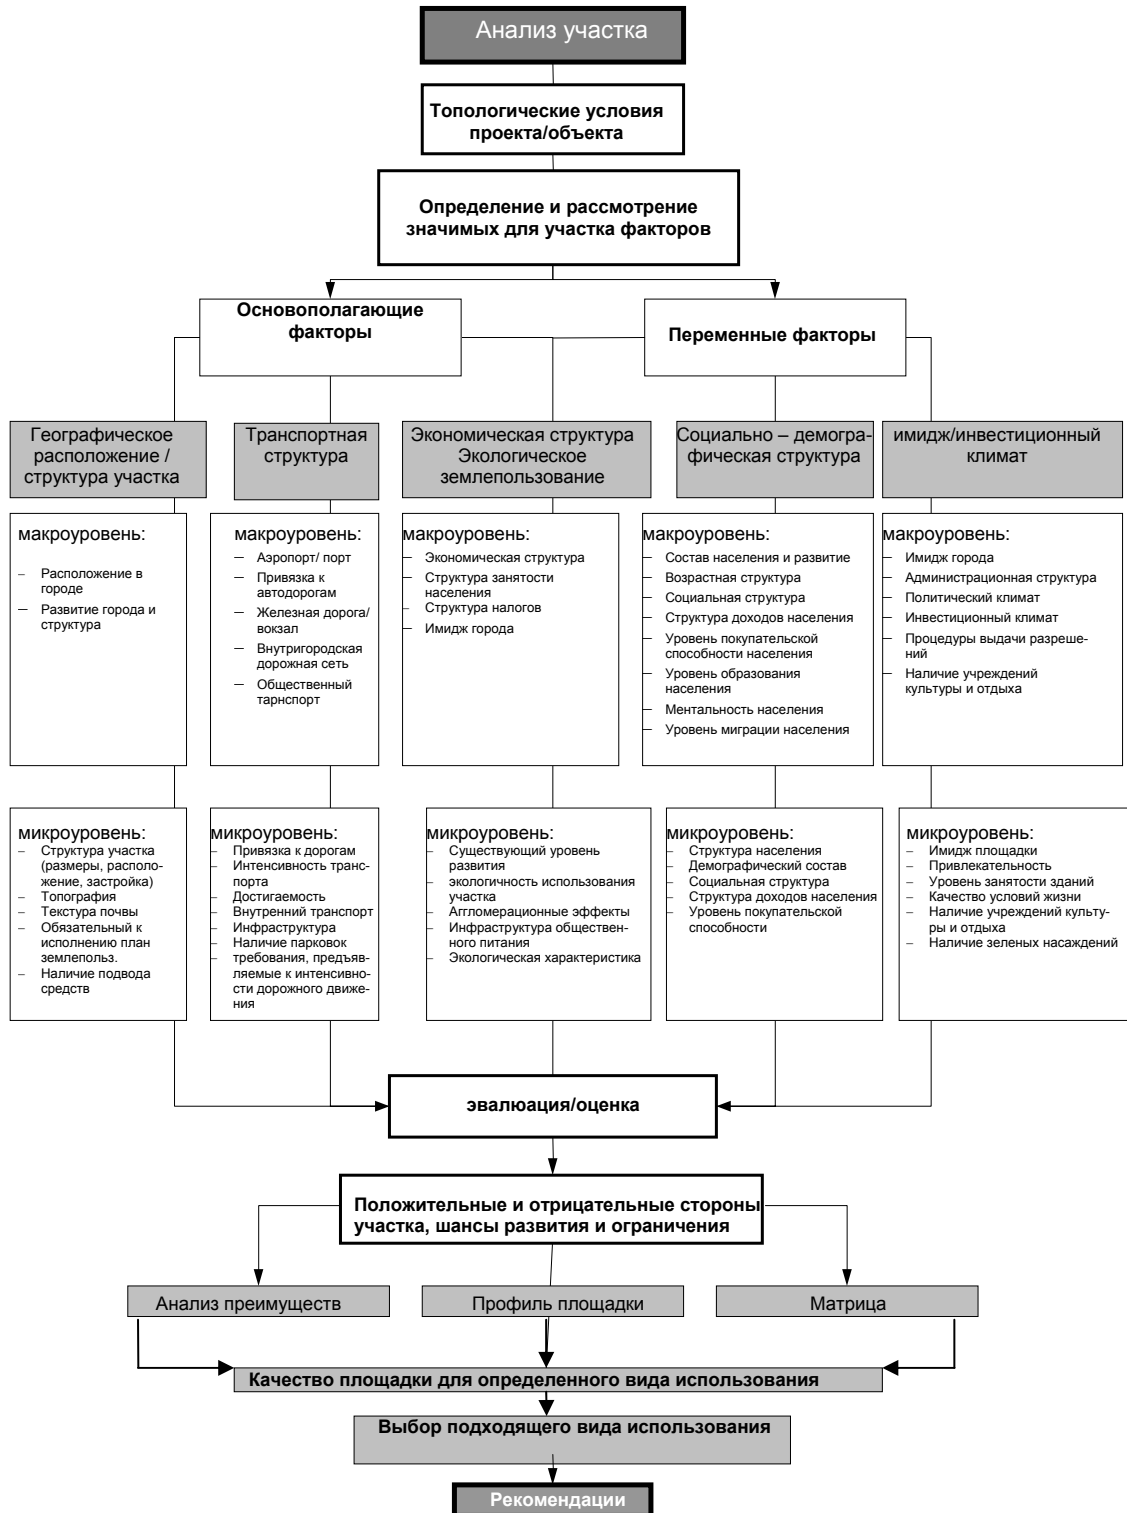 Анализ участка
Топологические условия
проекта/объекта
Определение и рассмотрение
значимых для участка факторов
Основополагающие
факторы
Переменные факторы
Географическое
расположение /
структура участка
Транспортная
структура
Экономическая структура
Экологическое
землепользование
Социально – демогра-
фическая структура
имидж/инвестиционный
климат
макроуровень:
– Расположение в
городе
– Развитие города и
структура
макроуровень:
– Аэропорт/ порт
– Привязка к
автодорогам
– Железная дорога/
вокзал
– Внутригородская
дорожная сеть
– Общественный
тарнспорт
макроуровень:
– Экономическая структура
– Структура занятости
населения
– Структура налогов
– Имидж города
макроуровень:
– Состав населения и развитие
– Возрастная структура
– Социальная структура
– Структура доходов населения
– Уровень покупательской
способности населения
– Уровень образования
населения
– Ментальность населения
– Уровень миграции населения
макроуровень:
– Имидж города
– Администрационная структура
– Политический климат
– Инвестиционный климат
– Процедуры выдачи разреше-
ний
– Наличие учреждений
культуры и отдыха
микроуровень:
– Структура участка
(размеры, располо-
жение, застройка)
– Топография
– Текстура почвы
– Обязательный к
исполнению план
землепольз.
– Наличие подвода
средств
микроуровень:
– Привязка к дорогам
– Интенсивность транс-
порта
– Достигаемость
– Внутренний транспорт
– Инфраструктура
– Наличие парковок
– требования, предъяв-
ляемые к интенсивно-
сти дорожного движе-
ния
микроуровень:
– Существующий уровень
развития
– экологичность использования
участка
– Аггломерационные эффекты
– Инфраструктура обществен-
ного питания
– Экологическая характеристика
микроуровень:
– Структура населения
– Демографический состав
– Социальная структура
– Структура доходов населения
– Уровень покупательской
способности
микроуровень:
– Имидж площадки
– Привлекательность
– Уровень занятости зданий
– Качество условий жизни
– Наличие учреждений культу-
ры и отдыха
– Наличие зеленых насаждений
эвалюация/оценка
Положительные и отрицательные стороны
участка, шансы развития и ограничения
Анализ преимуществ
Профиль площадки
Матрица
Качество площадки для определенного вида использования
Выбор подходящего вида использования
Рекомендации